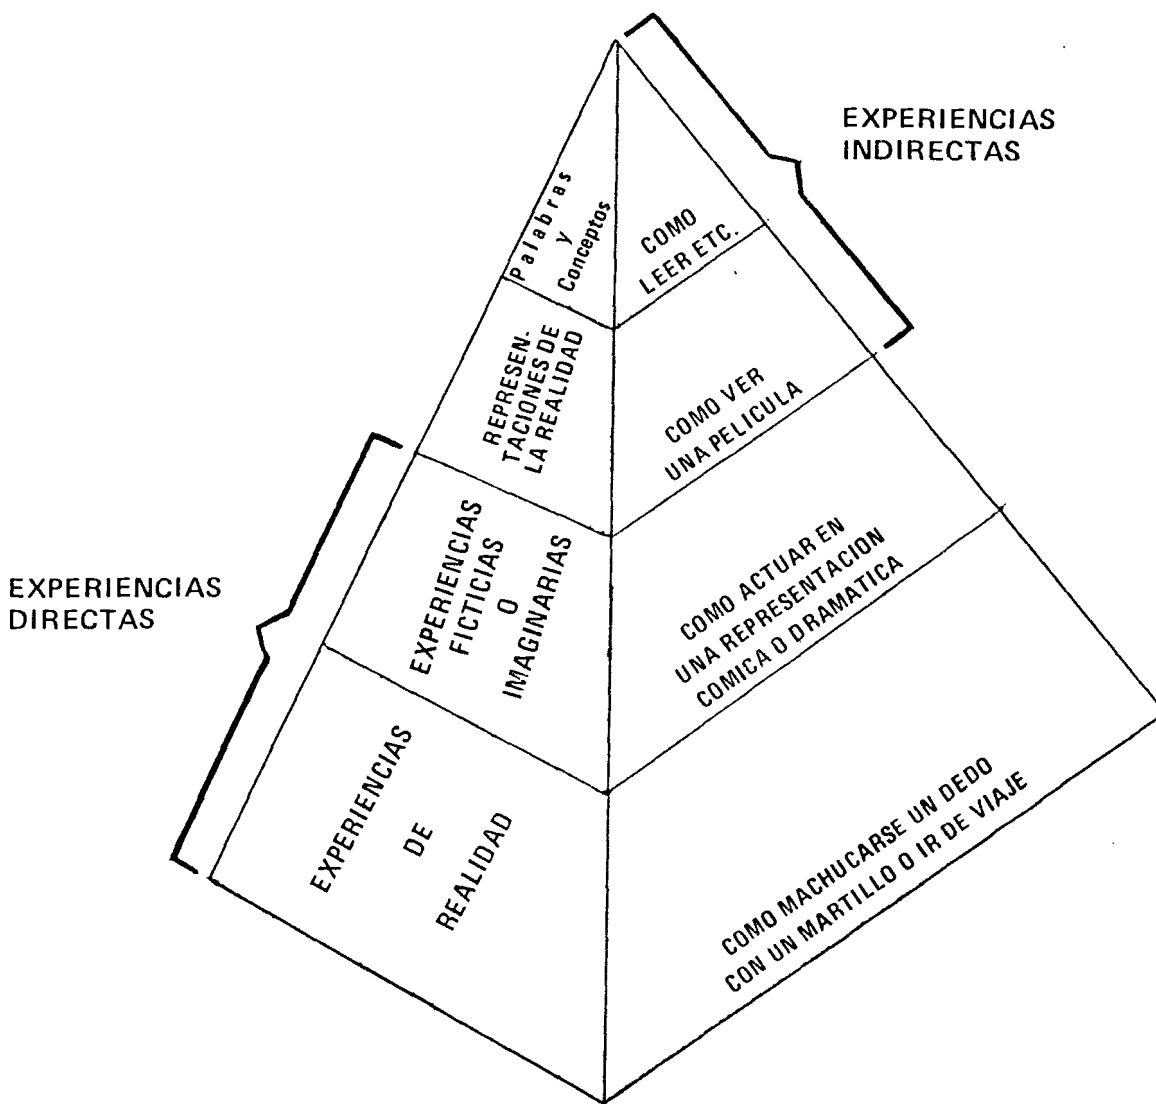 EXPERIENCIAS
INDIRECTAS
Palabras
y
Conceptos
COMO
LEER ETC.
REPRESEN-
TACIONES DE
LA REALIDAD
COMO VER
UNA PELICULA
EXPERIENCIAS
DIRECTAS
EXPERIENCIAS
FICTICIAS
O
IMAGINARIAS
COMO ACTUAR EN
UNA REPRESENTACION
COMICA O DRAMATICA
EXPERIENCIAS
DE
REALIDAD
COMO MACHUCARSE UN DEDO
CON UN MARTILLO O IR DE VIAJE